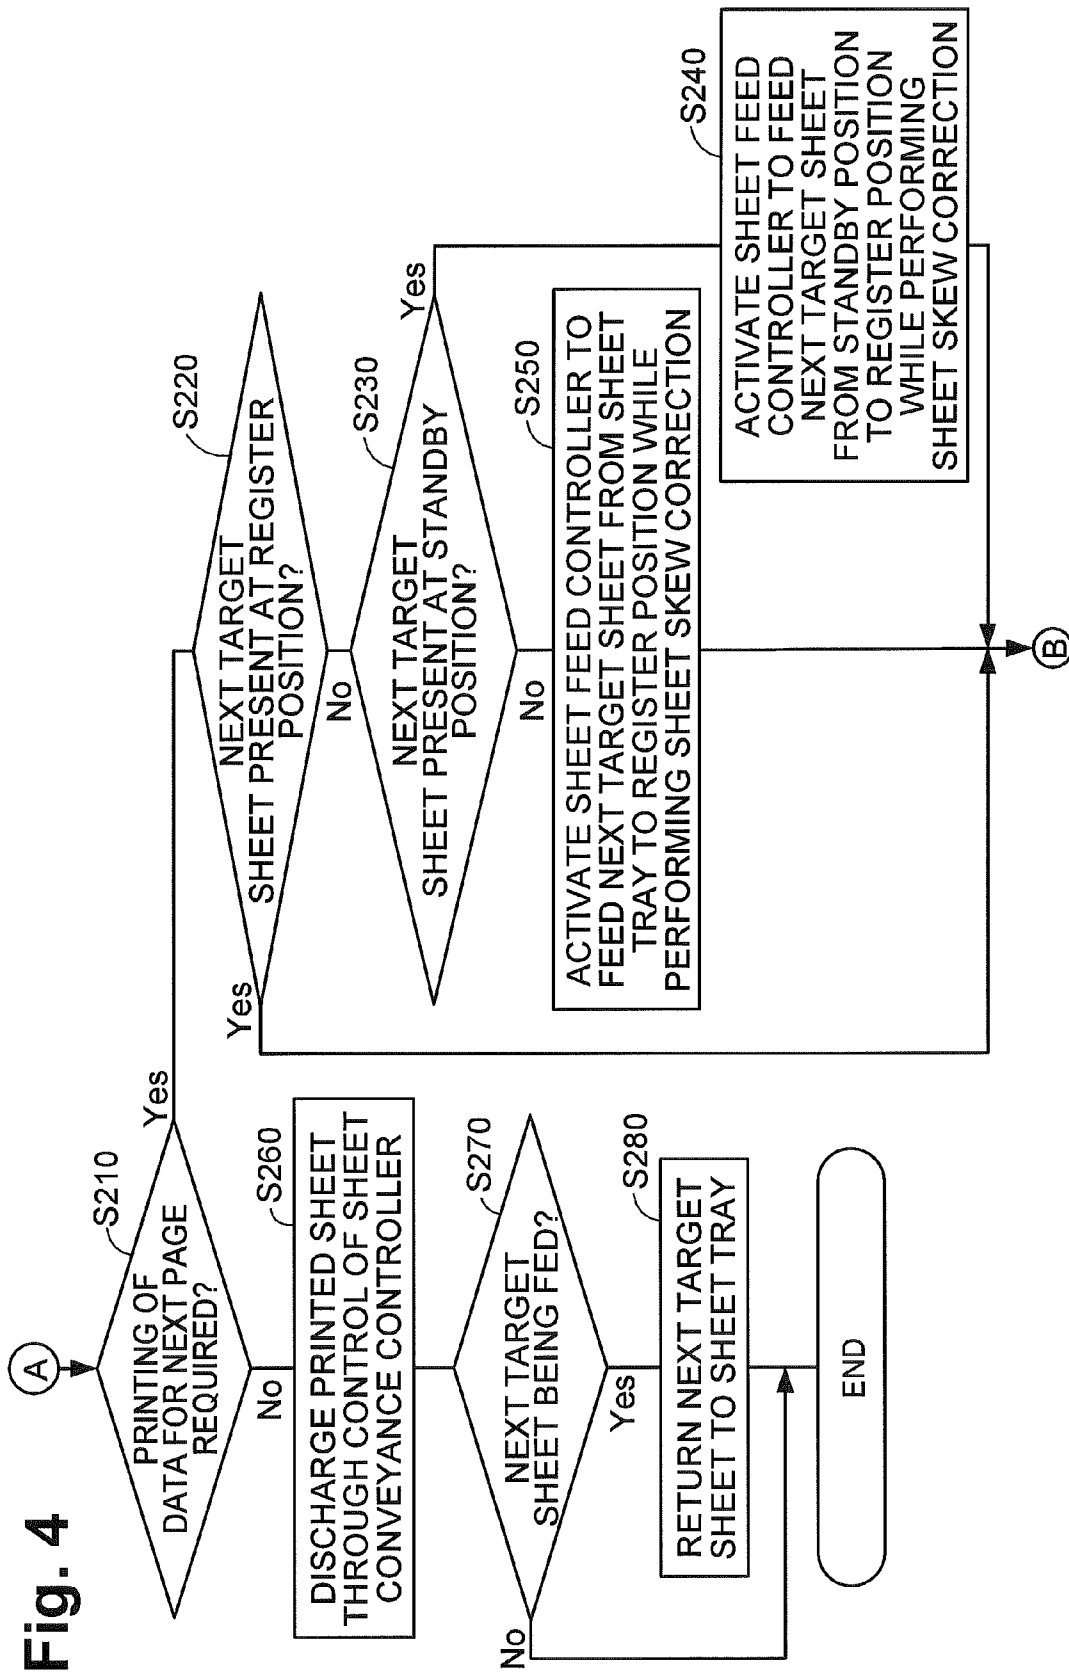 Fig. 4
A
S210
PRINTING OF
DATA FOR NEXT PAGE
REQUIRED?
Yes
No
S260
DISCHARGE PRINTED SHEET
THROUGH CONTROL OF SHEET
CONVEYANCE CONTROLLER
S270
NEXT TARGET
SHEET BEING FED?
No
Yes
S280
RETURN NEXT TARGET
SHEET TO SHEET TRAY
END
S220
NEXT TARGET
SHEET PRESENT AT REGISTER
POSITION?
Yes
No
S230
NEXT TARGET
SHEET PRESENT AT STANDBY
POSITION?
Yes
No
S250
ACTIVATE SHEET FEED CONTROLLER TO
FEED NEXT TARGET SHEET FROM SHEET
TRAY TO REGISTER POSITION WHILE
PERFORMING SHEET SKEW CORRECTION
S240
ACTIVATE SHEET FEED
CONTROLLER TO FEED
NEXT TARGET SHEET
FROM STANDBY POSITION
TO REGISTER POSITION
WHILE PERFORMING
SHEET SKEW CORRECTION
B